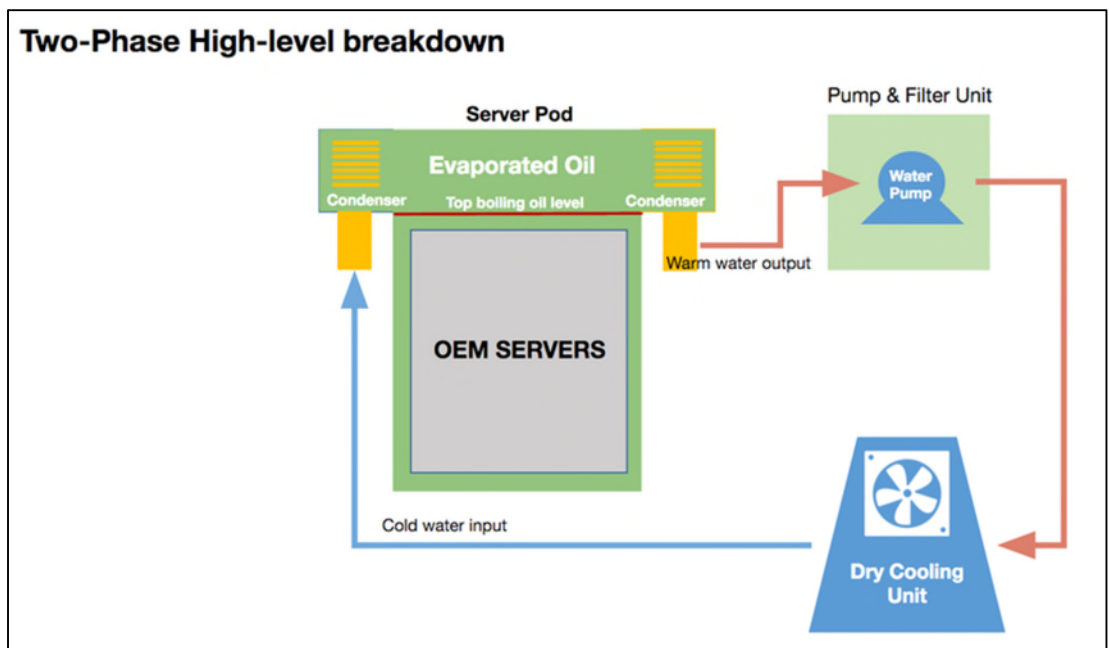 Two-Phase High-level breakdown
Server Pod
Pump & Filter Unit
Evaporated Oil
Condenser
Top boiling oil level
Condenser
Water
Pump
Warm water output
OEM SERVERS
Cold water input
Dry Cooling
Unit